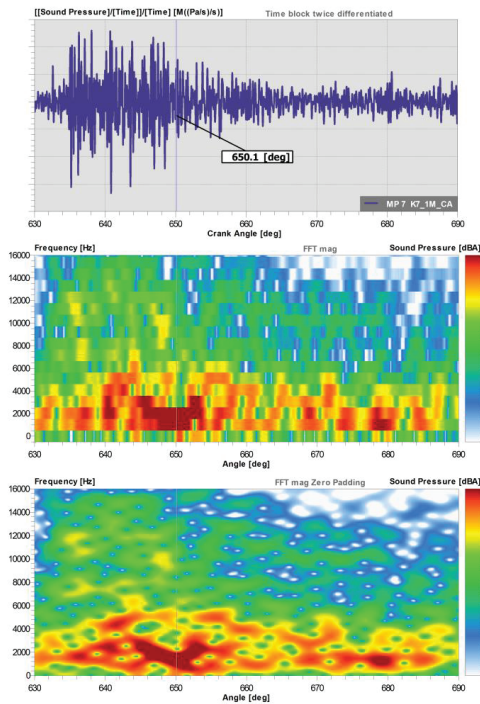 [[Sound Pressure]/[Time]]/[Time] [M((Pa/s)/s)]
Time block twice differentiated
650.1 [deg]
MP 7 K7_1M_CA
630 640 650 660 670 680 690
Crank Angle [deg]
Frequency [Hz] FFT mag Sound Pressure [dBA]
16000
14000
12000
10000
8000
6000
4000
2000
0
630 640 650 660 670 680 690
Angle [deg]
Frequency [Hz] FFT mag Zero Padding Sound Pressure [dBA]
16000
14000
12000
10000
8000
6000
4000
2000
0
630 640 650 660 670 680 690
Angle [deg]